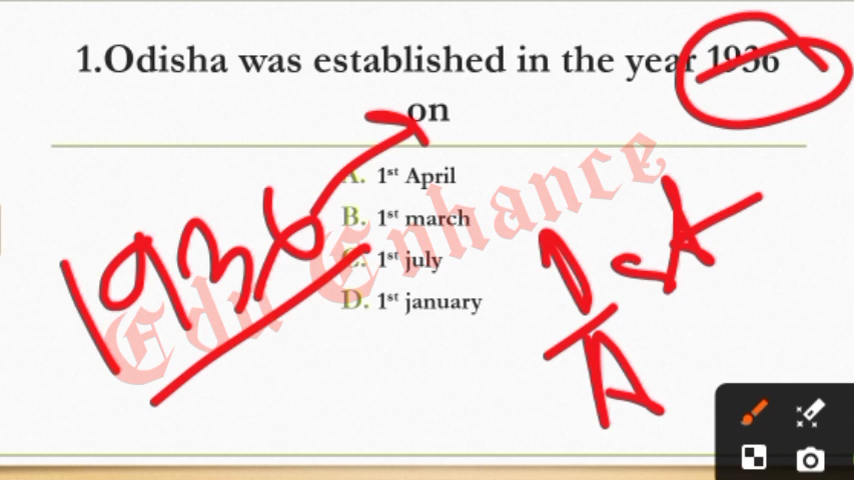 1.Odisha was established in the year 1936
on
A. 1st April
B. 1st march
C. 1st july
D. 1st january
Edu Enhance
1936
1st
A